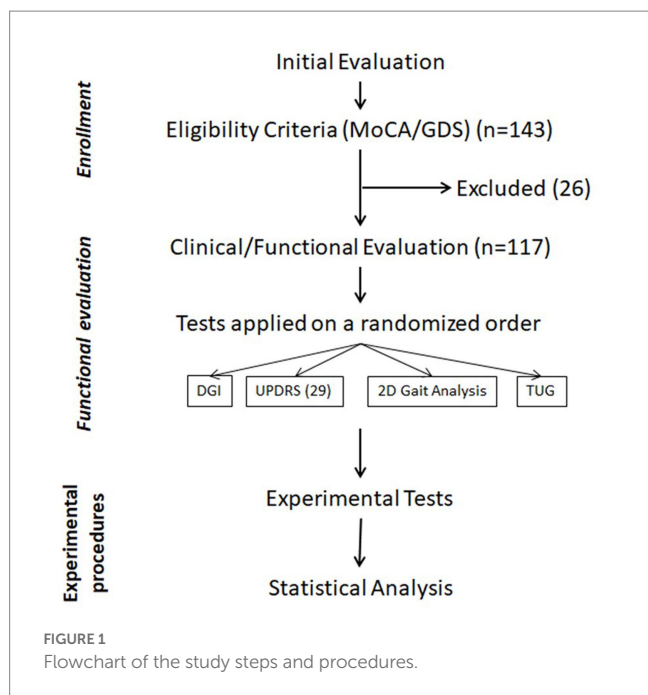 Initial Evaluation
Enrollment
Eligibility Criteria (MoCA/GDS) (n=143)
Excluded (26)
Functional evaluation
Clinical/Functional Evaluation (n=117)
Tests applied on a randomized order
DGI
UPDRS (29)
2D Gait Analysis
TUG
Experimental
procedures
Experimental Tests
Statistical Analysis
FIGURE 1
Flowchart of the study steps and procedures.